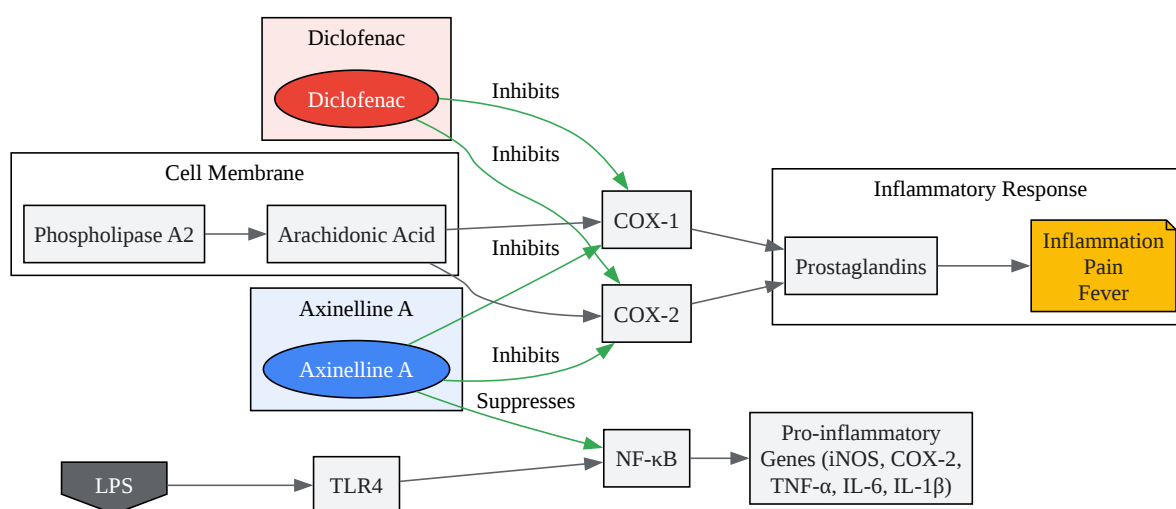 Diclofenac
Diclofenac
Inhibits
Inhibits
Cell Membrane
Phospholipase A2
Arachidonic Acid
COX-1
Inhibits
COX-2
Inflammatory Response
Prostaglandins
Inflammation
Pain
Fever
Axinelline A
Axinelline A
Inhibits
Suppresses
LPS
TLR4
NF-κB
Pro-inflammatory
Genes (iNOS, COX-2,
TNF-α, IL-6, IL-1β)